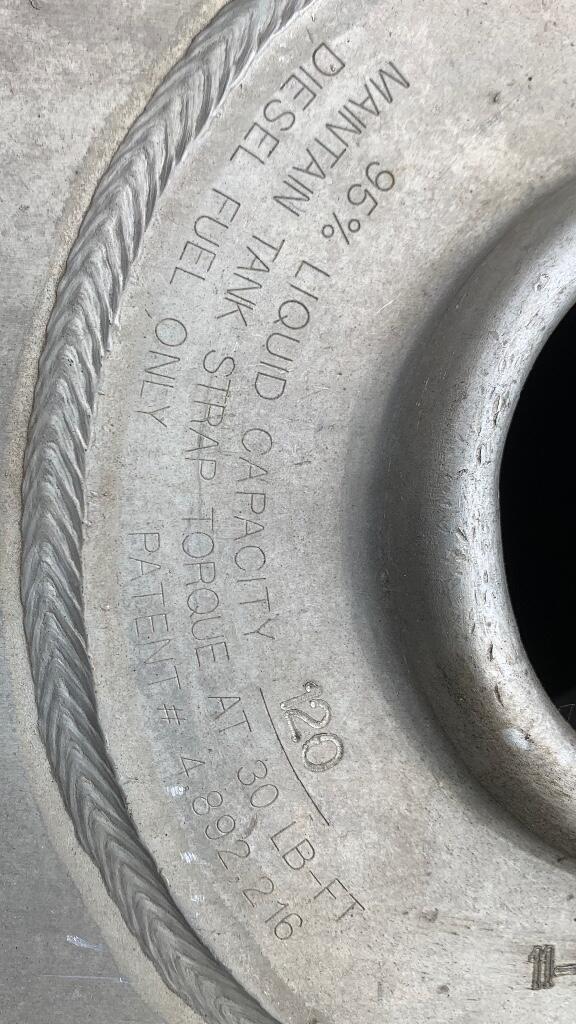 95% LIQUID CAPACITY 120
MAINTAIN TANK STRAP TORQUE AT 30 LB-FT
DIESEL FUEL ONLY PATENT # 4,892,216